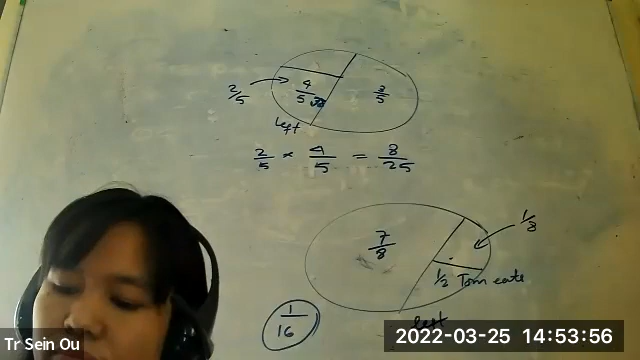 2/5
4/5
3/5
left
2/5 × 4/5 = 8/25
7/8
1/8
1/2 Tom eats
1/16
left
Tr Sein Ou
2022-03-25 14:53:56